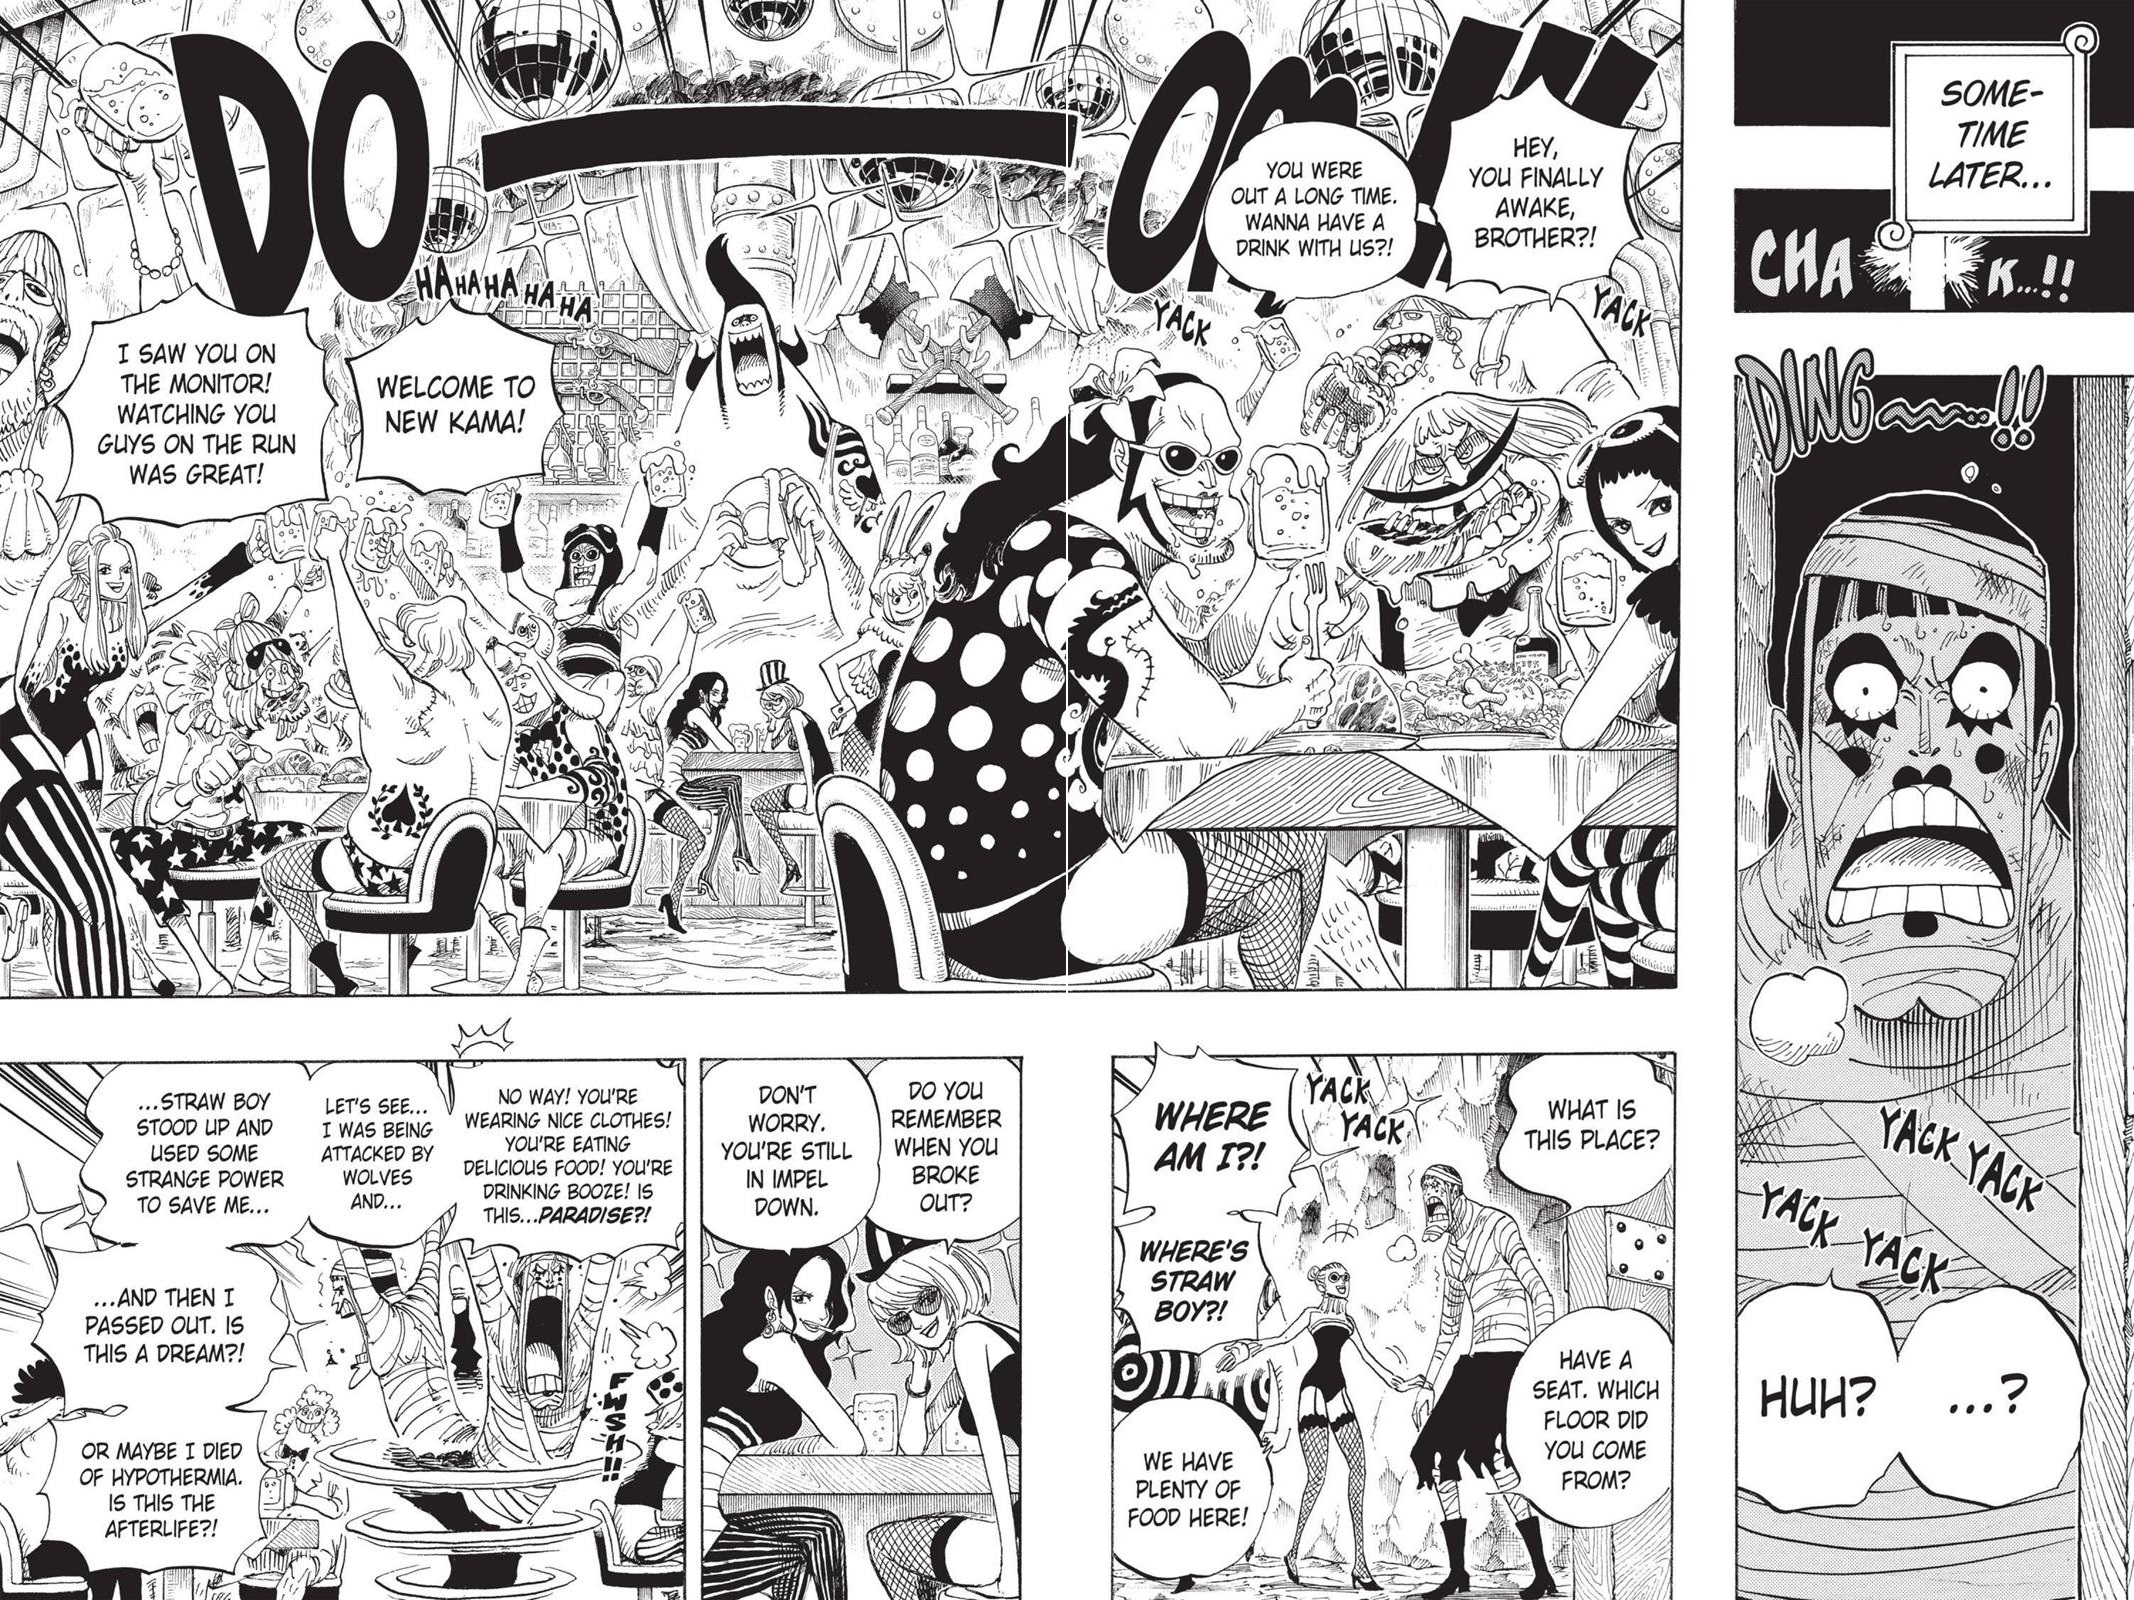 SOME-
TIME
LATER...
CHA
K...!!
DING
!!
YACK YACK
YACK YACK
...?
HUH?
HEY,
YOU FINALLY
AWAKE,
BROTHER?!
YOU WERE
OUT A LONG TIME.
WANNA HAVE A
DRINK WITH US?!
YACK
YACK
DO
OM!!
HAHAHAHAHA
WELCOME TO
NEW KAMA!
I SAW YOU ON
THE MONITOR!
WATCHING YOU
GUYS ON THE RUN
WAS GREAT!
WHAT IS
THIS PLACE?
YACK
YACK
WHERE
AM I?!
WHERE'S
STRAW
BOY?!
HAVE A
SEAT. WHICH
FLOOR DID
YOU COME
FROM?
WE HAVE
PLENTY OF
FOOD HERE!
DO YOU
REMEMBER
WHEN YOU
BROKE
OUT?
DON'T
WORRY.
YOU'RE STILL
IN IMPEL
DOWN.
NO WAY! YOU'RE
WEARING NICE CLOTHES!
YOU'RE EATING
DELICIOUS FOOD! YOU'RE
DRINKING BOOZE! IS
THIS...PARADISE?!
LET'S SEE...
I WAS BEING
ATTACKED BY
WOLVES
AND...
...STRAW BOY
STOOD UP AND
USED SOME
STRANGE POWER
TO SAVE ME...
...AND THEN I
PASSED OUT. IS
THIS A DREAM?!
FWSH!!
OR MAYBE I DIED
OF HYPOTHERMIA.
IS THIS THE
AFTERLIFE?!